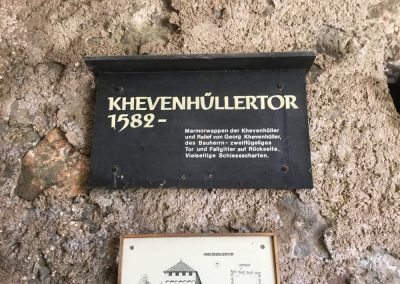 KHEVENHÜLLERTOR
1582–
Marmorwappen der Khevenhüller
und Relief von Georg Khevenhüller,
des Bauherrn – zweiflügeliges
Tor und Fallgitter auf Rückseite.
Vielseitige Schiessscharten.
KHEVENHÜLLERTOR